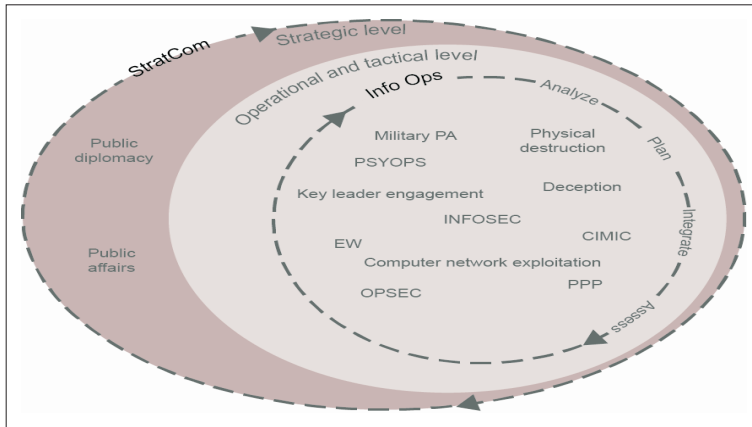 StratCom
Strategic level
Operational and tactical level
Info Ops
Analyze
Plan
Integrate
Assess
Public
diplomacy
Public
affairs
Military PA
Physical
destruction
PSYOPS
Key leader engagement
Deception
INFOSEC
EW
CIMIC
Computer network exploitation
OPSEC
PPP